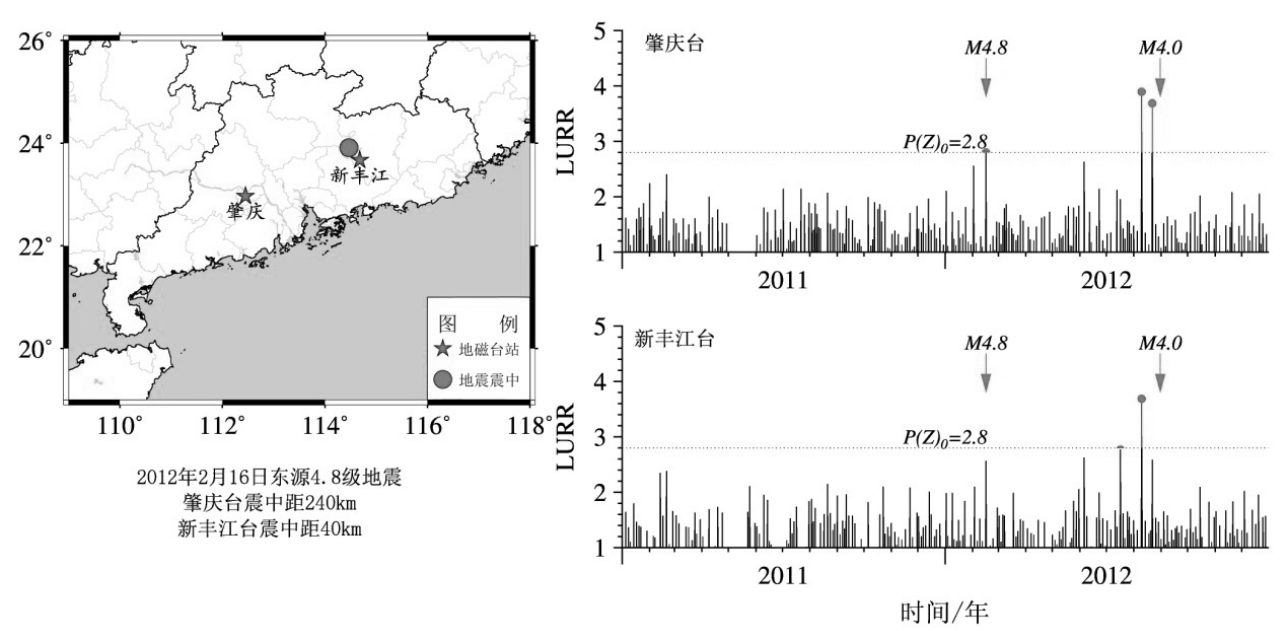 26°
24°
22°
20°
110°
112°
114°
116°
118°
新丰江
肇庆
图 例
地磁台站
地震震中
2012年2月16日东源4.8级地震
肇庆台震中距240km
新丰江台震中距40km
肇庆台
M4.8
M4.0
P(Z)₀=2.8
LURR
5
4
3
2
1
2011
2012
新丰江台
M4.8
M4.0
P(Z)₀=2.8
LURR
5
4
3
2
1
2011
2012
时间/年